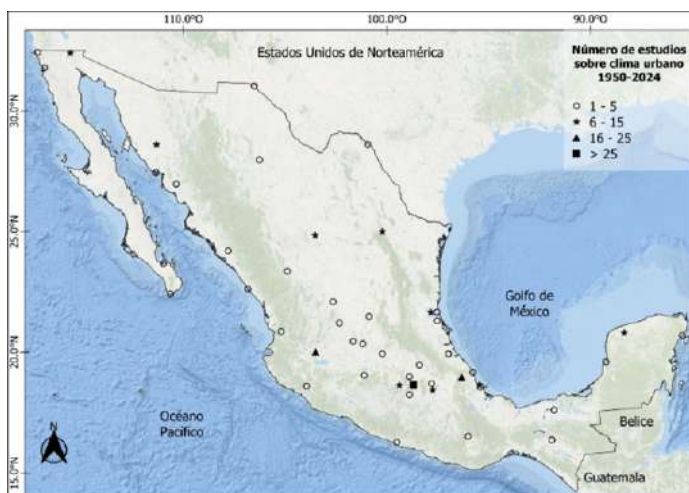 110.0°O
100.0°O
90.0°O
Estados Unidos de Norteamérica
Número de estudios
sobre clima urbano
1950-2024
1 - 5
6 - 15
16 - 25
> 25
30.0°N
25.0°N
20.0°N
15.0°N
Golfo de
México
Océano
Pacífico
Belice
Guatemala
N